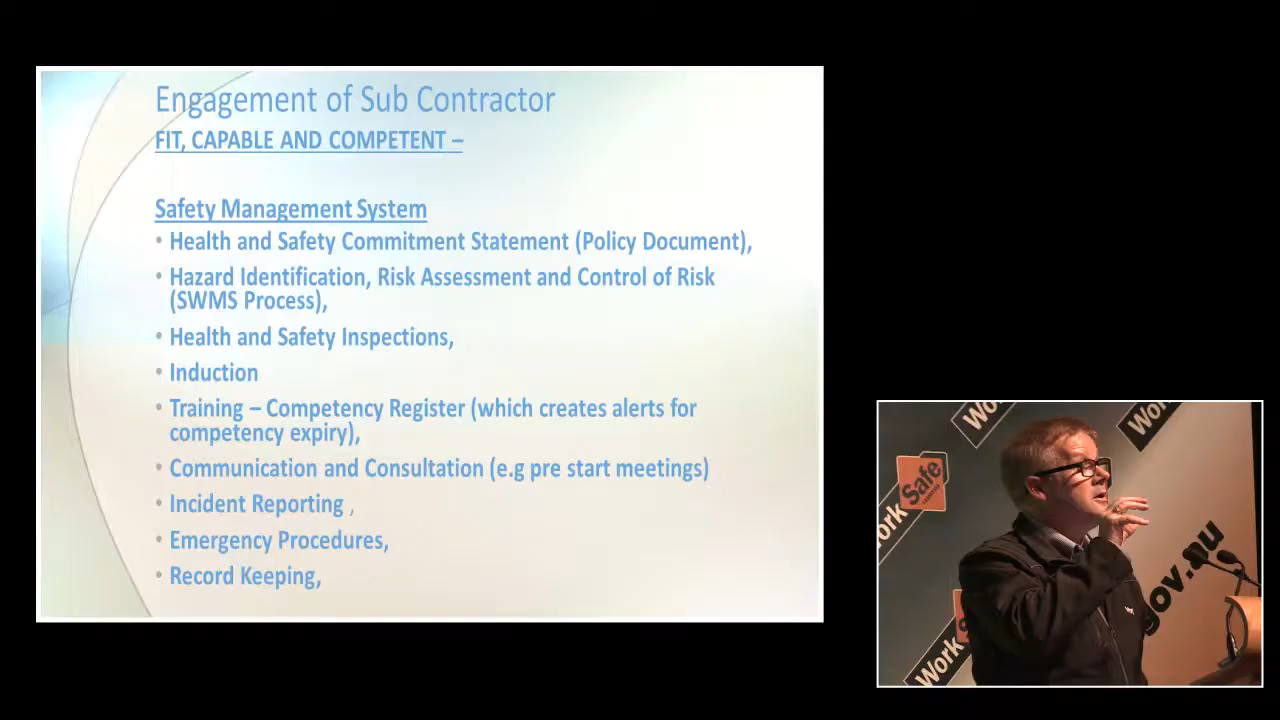 Engagement of Sub Contractor
FIT, CAPABLE AND COMPETENT –
Safety Management System
• Health and Safety Commitment Statement (Policy Document),
• Hazard Identification, Risk Assessment and Control of Risk
(SWMS Process),
• Health and Safety Inspections,
• Induction
• Training – Competency Register (which creates alerts for
competency expiry),
• Communication and Consultation (e.g pre start meetings)
• Incident Reporting ,
• Emergency Procedures,
• Record Keeping,
Wo
Work
Work
Safe
Work
gov.au